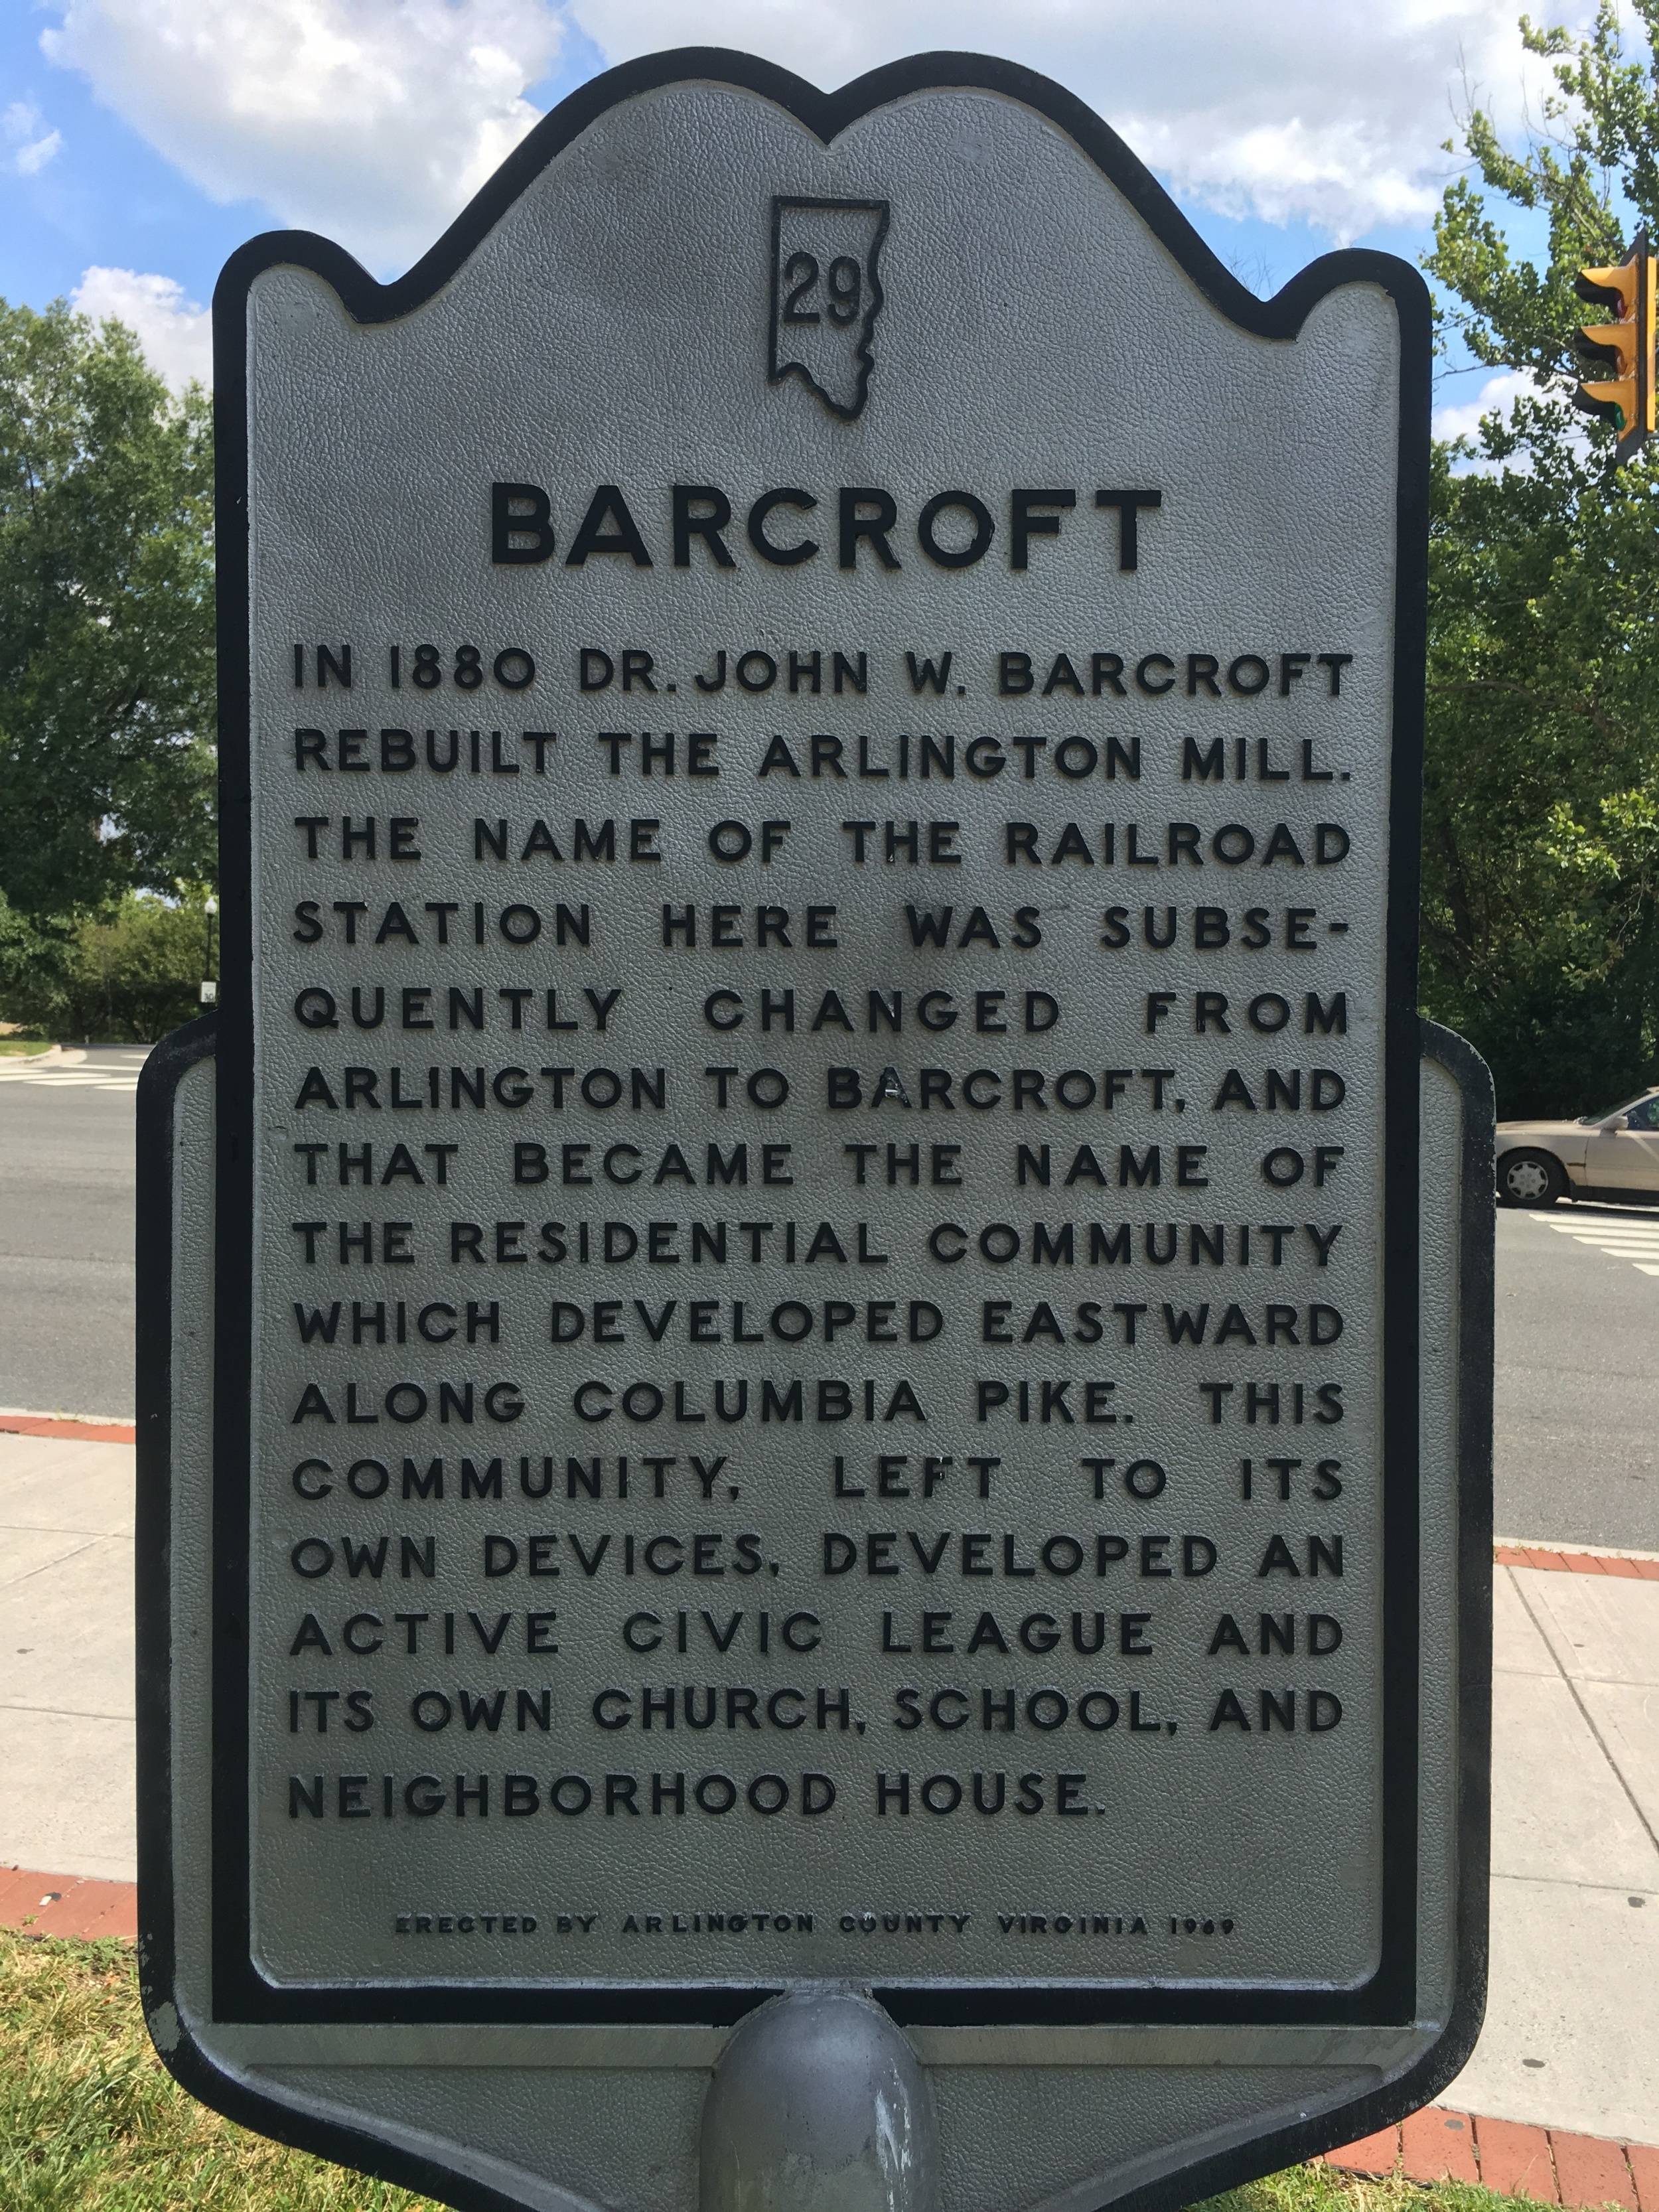 29
BARCROFT
IN 1880 DR. JOHN W. BARCROFT
REBUILT THE ARLINGTON MILL.
THE NAME OF THE RAILROAD
STATION HERE WAS SUBSE-
QUENTLY CHANGED FROM
ARLINGTON TO BARCROFT, AND
THAT BECAME THE NAME OF
THE RESIDENTIAL COMMUNITY
WHICH DEVELOPED EASTWARD
ALONG COLUMBIA PIKE. THIS
COMMUNITY, LEFT TO ITS
OWN DEVICES, DEVELOPED AN
ACTIVE CIVIC LEAGUE AND
ITS OWN CHURCH, SCHOOL, AND
NEIGHBORHOOD HOUSE.
ERECTED BY ARLINGTON COUNTY VIRGINIA 1969